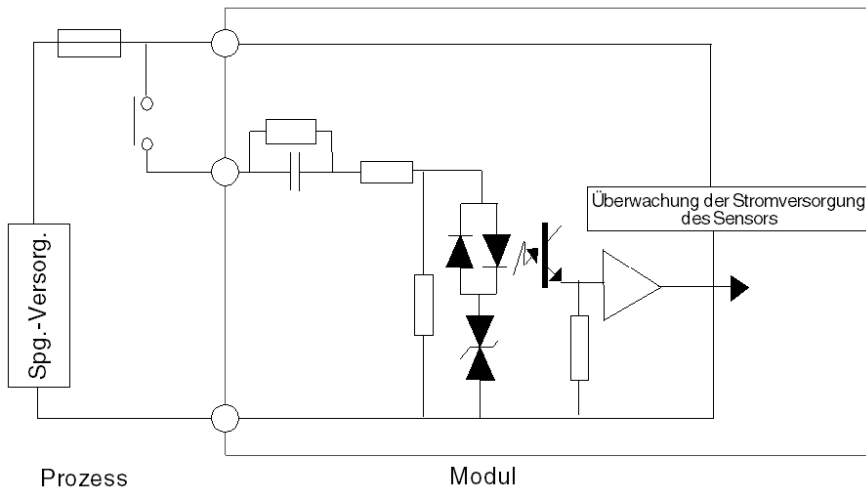 Überwachung der Stromversorgung
des Sensors
Spg.-Versorg.
Prozess
Modul